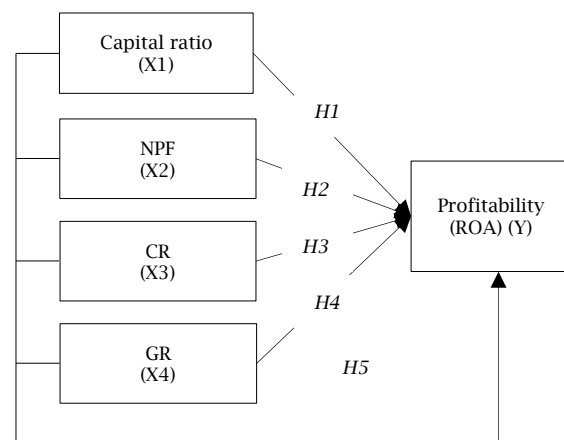 Capital ratio
(X1)
H1
NPF
(X2)
H2
Profitability
(ROA) (Y)
CR
(X3)
H3
H4
GR
(X4)
H5